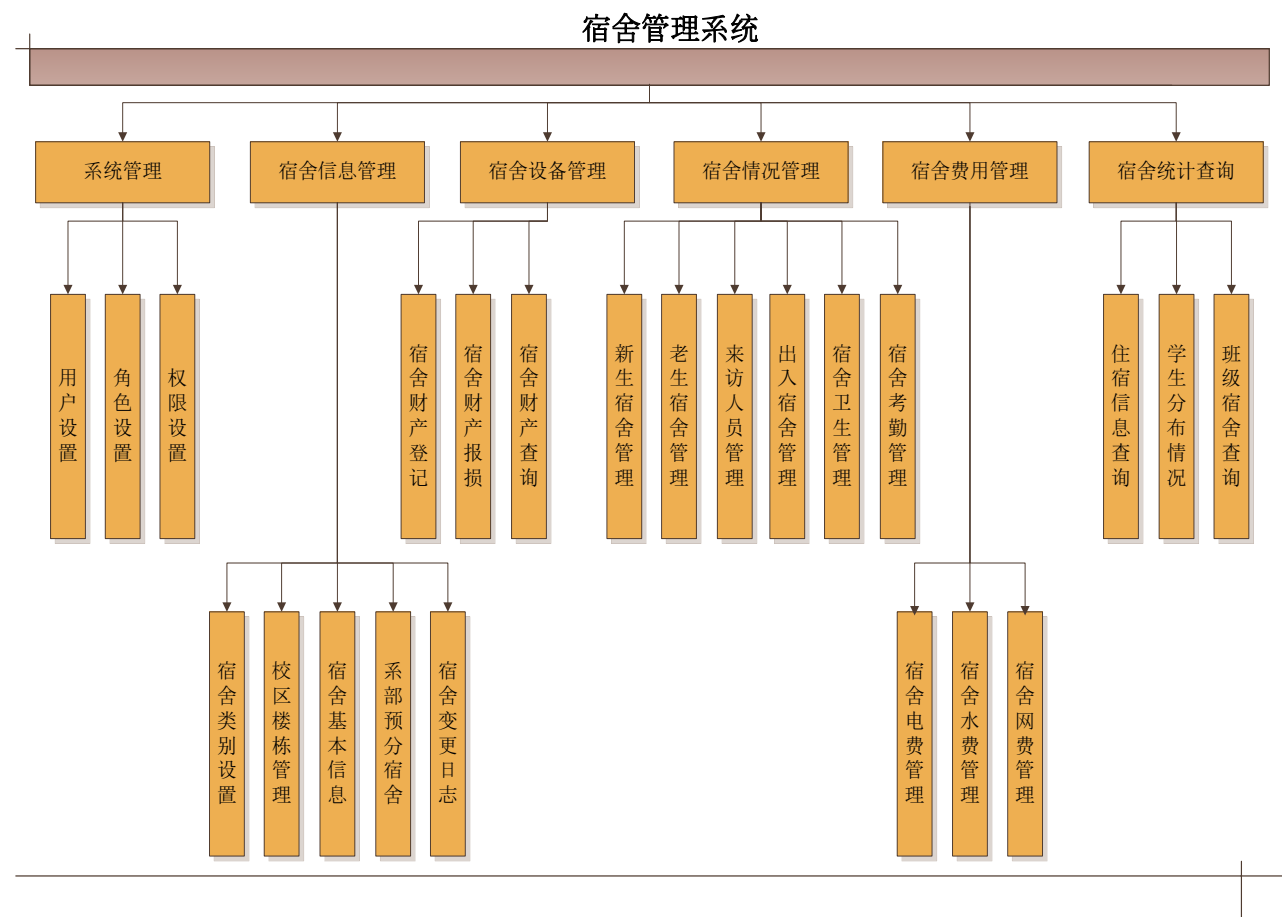 宿舍管理系统
系统管理
宿舍信息管理
宿舍设备管理
宿舍情况管理
宿舍费用管理
宿舍统计查询
用户设置
角色设置
权限设置
宿舍财产登记
宿舍财产报损
宿舍财产查询
新生宿舍管理
老生宿舍管理
来访人员管理
出入宿舍管理
宿舍卫生管理
宿舍考勤管理
住宿信息查询
学生分布情况
班级宿舍查询
宿舍类别设置
校区楼栋管理
宿舍基本信息
系部预分宿舍
宿舍变更日志
宿舍电费管理
宿舍水费管理
宿舍网费管理